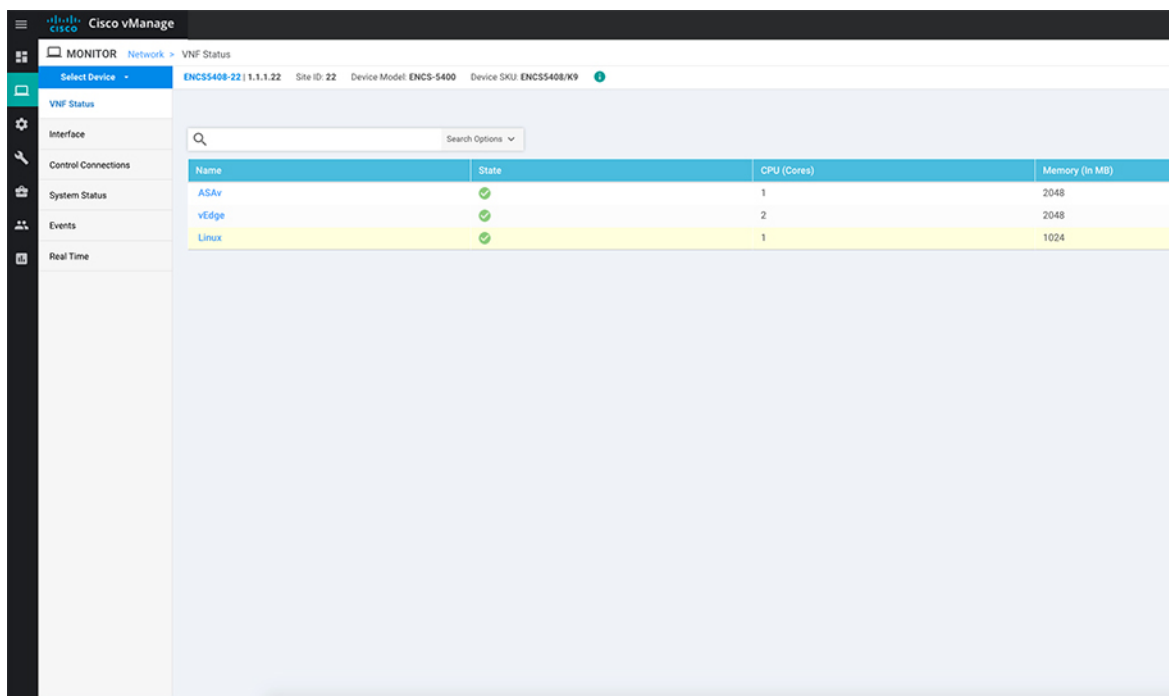 cisco Cisco vManage
MONITOR Network > VNF Status
Select Device
ENCS5408-22 | 1.1.1.22 Site ID: 22 Device Model: ENCS-5400 Device SKU: ENCS5408/K9
VNF Status
Interface
Control Connections
System Status
Events
Real Time
Search Options
Name State CPU (Cores) Memory (In MB)
ASAv 1 2048
vEdge 2 2048
Linux 1 1024